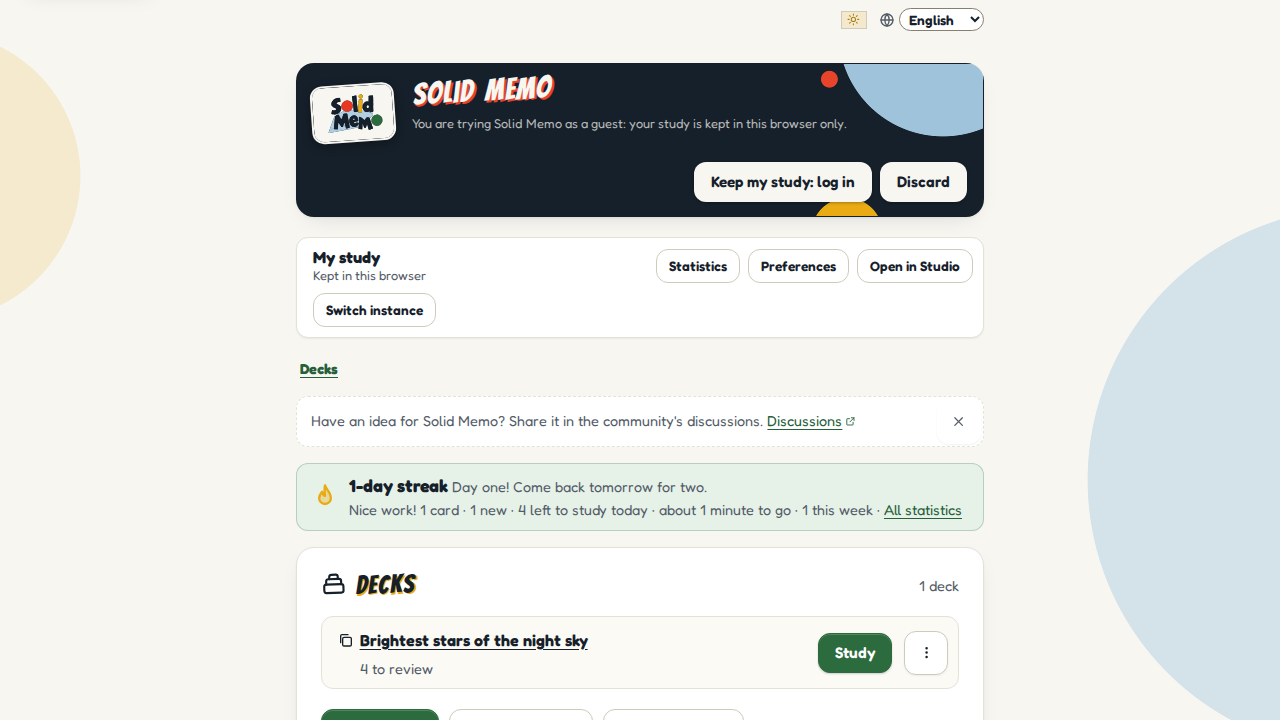 English
Solid Memo
SOLID MEMO
You are trying Solid Memo as a guest: your study is kept in this browser only.
Keep my study: log in
Discard
My study
Kept in this browser
Statistics
Preferences
Open in Studio
Switch instance
Decks
Have an idea for Solid Memo? Share it in the community's discussions. Discussions
1-day streak Day one! Come back tomorrow for two.
Nice work! 1 card · 1 new · 4 left to study today · about 1 minute to go · 1 this week · All statistics
DECKS
1 deck
Brightest stars of the night sky
4 to review
Study